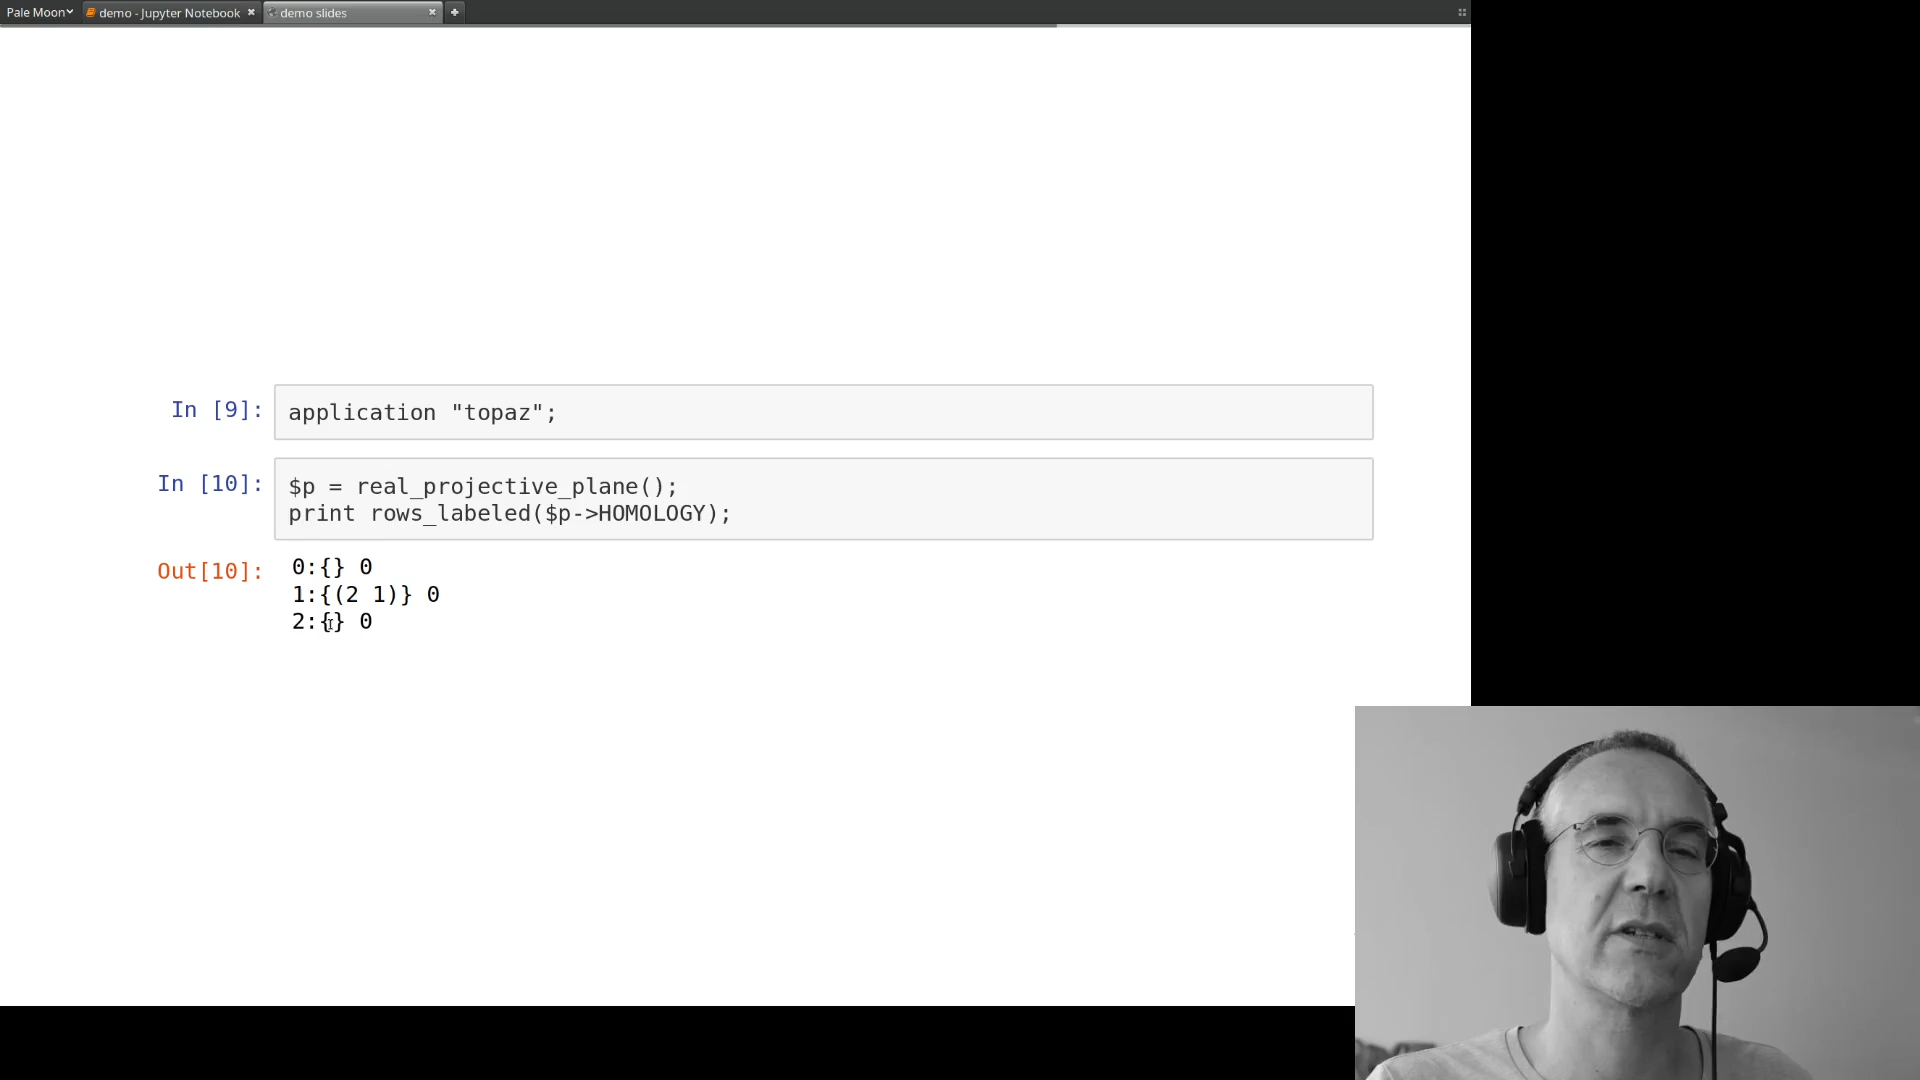 Pale Moon demo - Jupyter Notebook demo slides
In [9]: application "topaz";
In [10]: $p = real_projective_plane();
print rows_labeled($p->HOMOLOGY);
Out[10]: 0:{} 0
1:{(2 1)} 0
2:{} 0